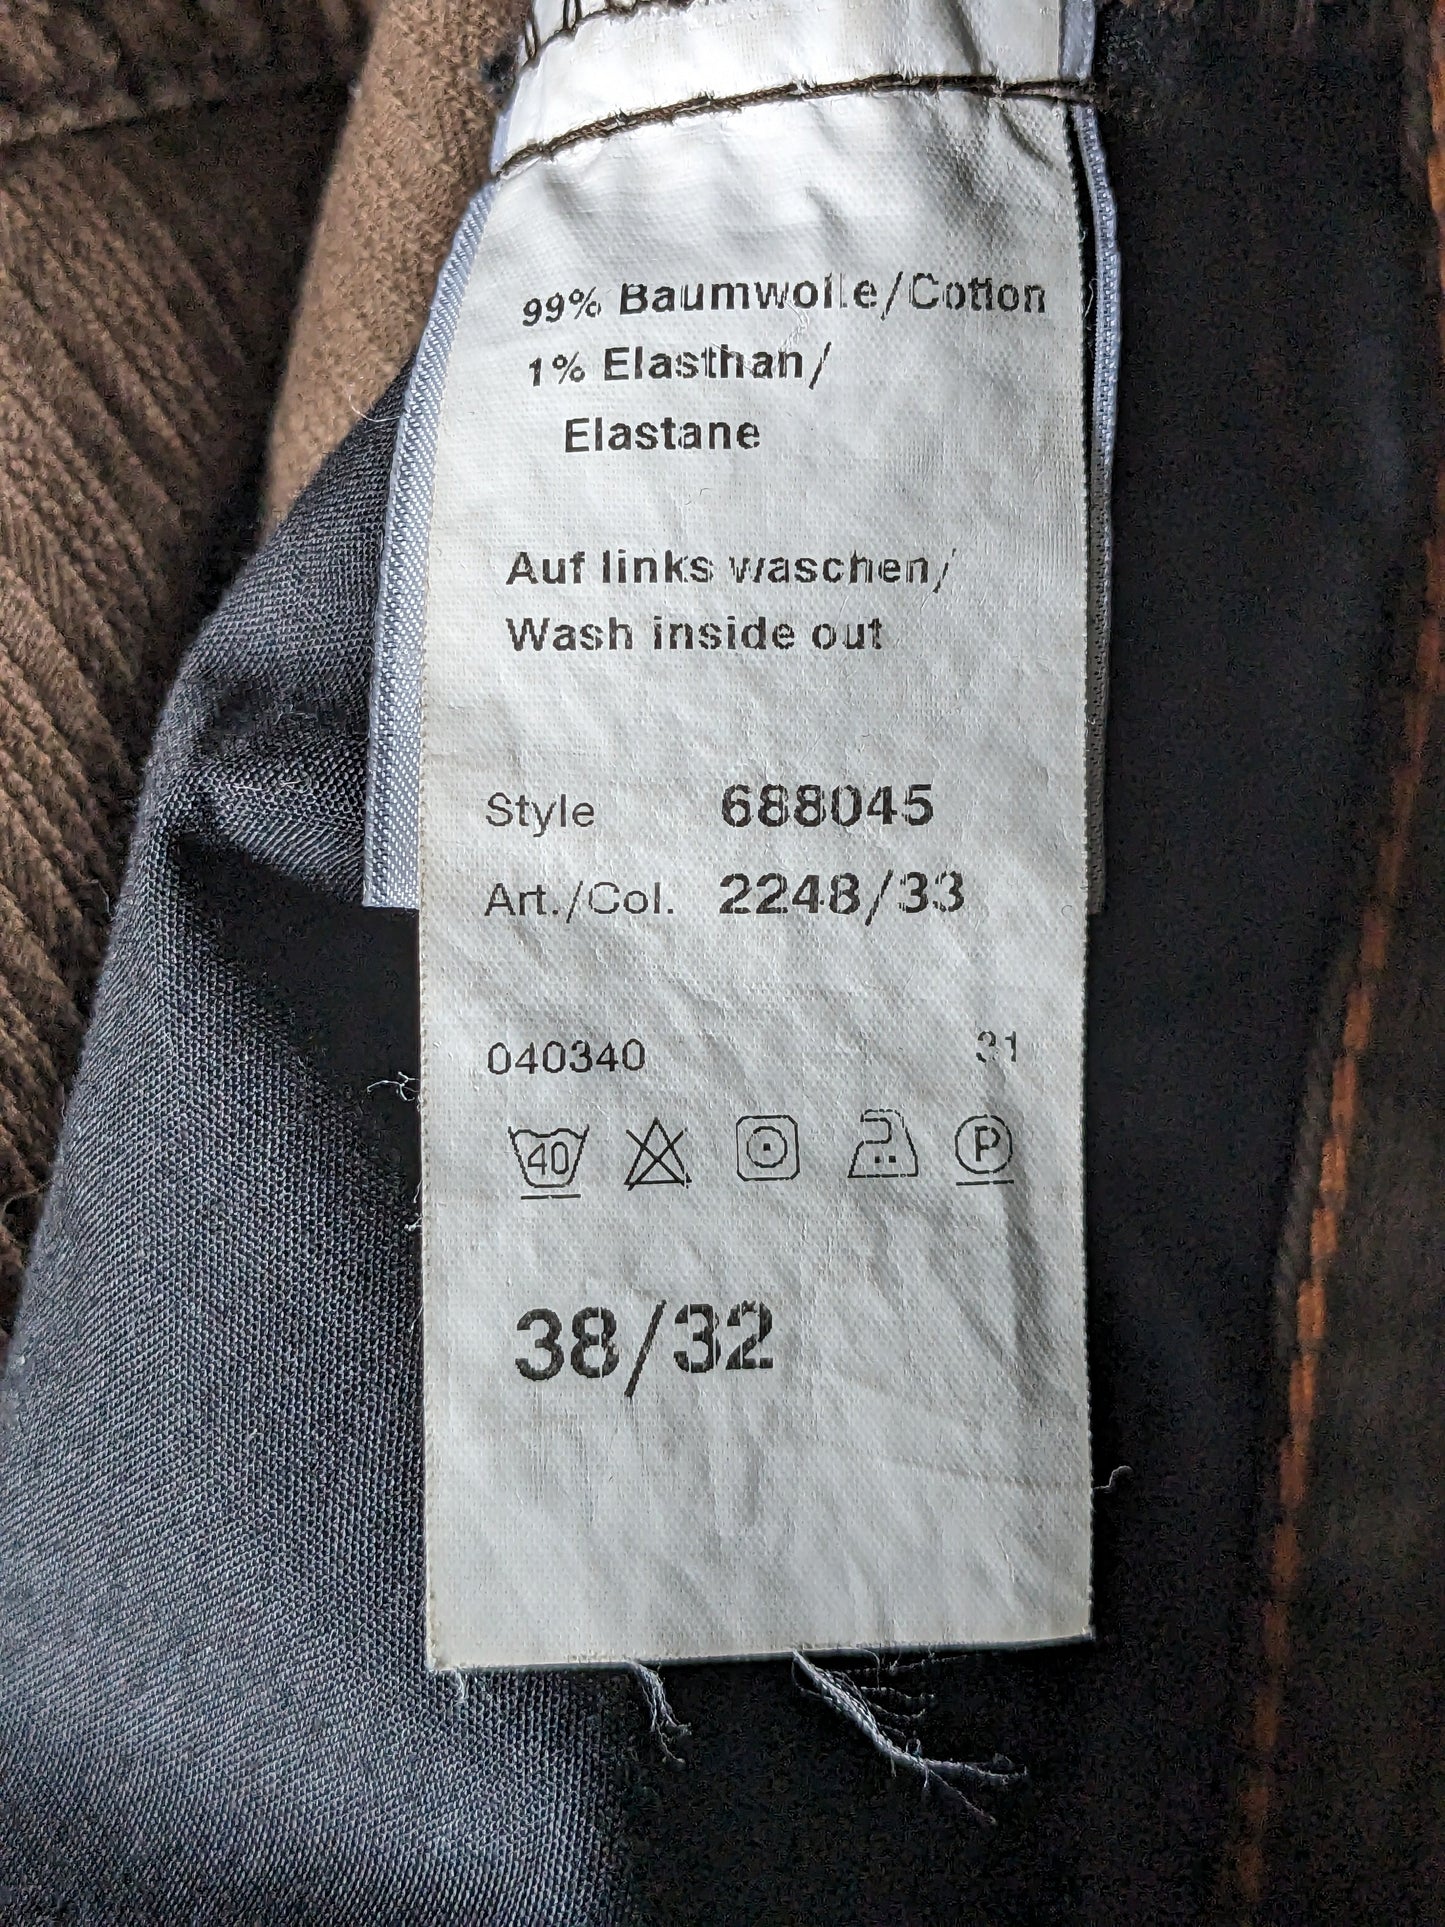 99% Baumwolle/Cotton
1% Elasthan/
Elastane
Auf links waschen/
Wash inside out
Style 688045
Art./Col. 2248/33
040340 31
40 P
38/32